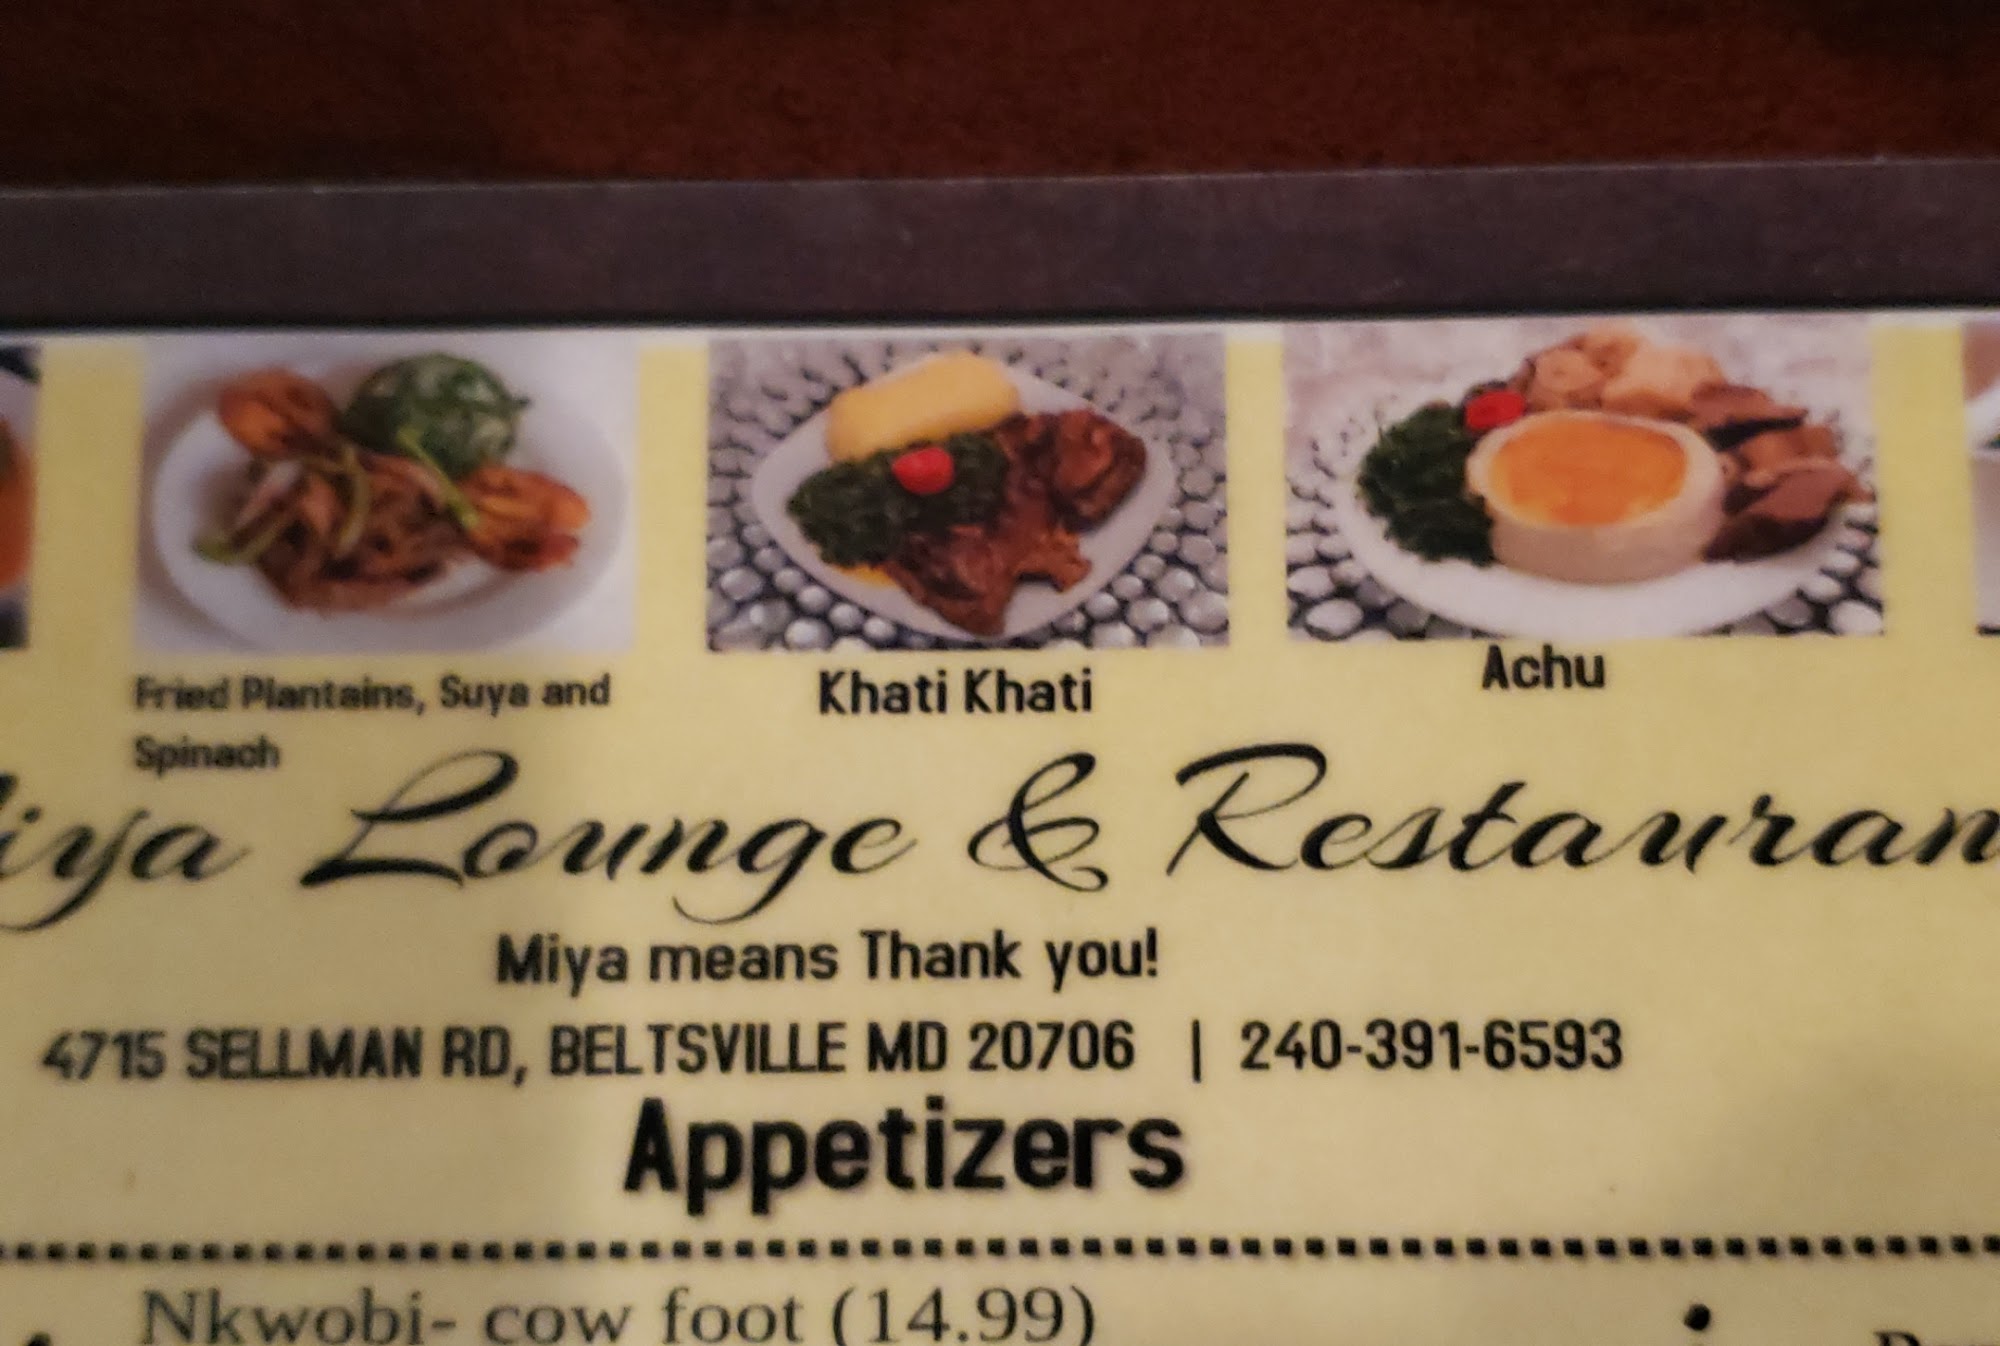 Fried Plantains, Suya and
Spinach
Khati Khati
Achu
iya Lounge & Restauran
Miya means Thank you!
4715 SELLMAN RD, BELTSVILLE MD 20706 | 240-391-6593
Appetizers
Nkwobi- cow foot (14.99)